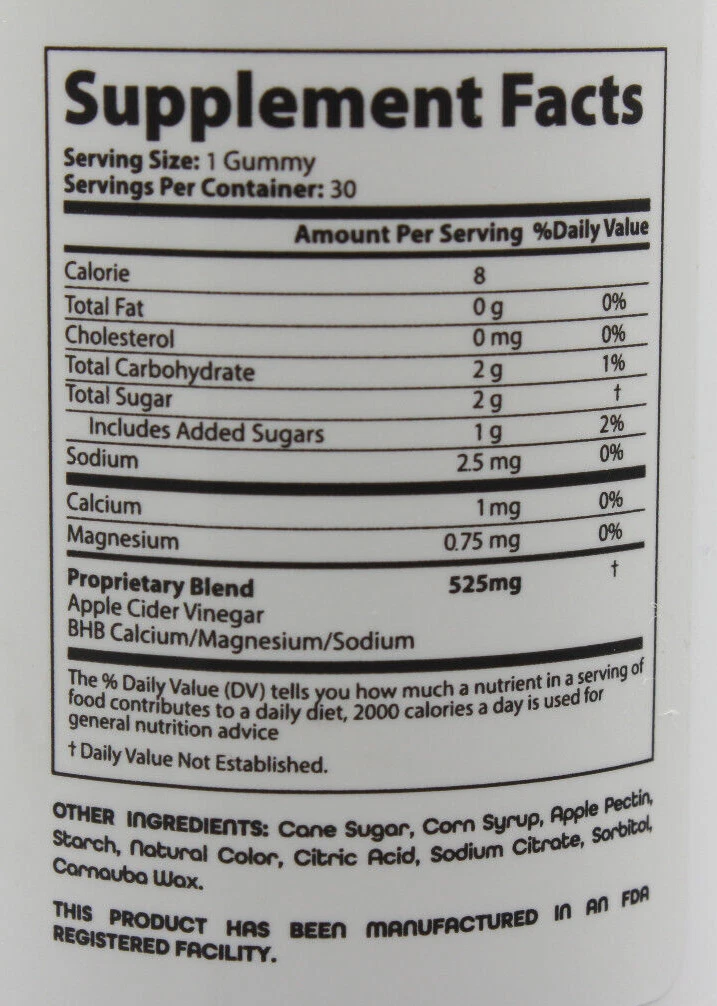 Supplement Facts
Serving Size: 1 Gummy
Servings Per Container: 30
Amount Per Serving %Daily Value
Calorie 8
Total Fat 0 g 0%
Cholesterol 0 mg 0%
Total Carbohydrate 2 g 1%
Total Sugar 2 g †
Includes Added Sugars 1 g 2%
Sodium 2.5 mg 0%
Calcium 1 mg 0%
Magnesium 0.75 mg 0%
Proprietary Blend 525mg †
Apple Cider Vinegar
BHB Calcium/Magnesium/Sodium
The % Daily Value (DV) tells you how much a nutrient in a serving of
food contributes to a daily diet, 2000 calories a day is used for
general nutrition advice
† Daily Value Not Established.
OTHER INGREDIENTS: Cane Sugar, Corn Syrup, Apple Pectin,
Starch, Natural Color, Citric Acid, Sodium Citrate, Sorbitol,
Carnauba Wax.
THIS PRODUCT HAS BEEN MANUFACTURED IN AN FDA
REGISTERED FACILITY.